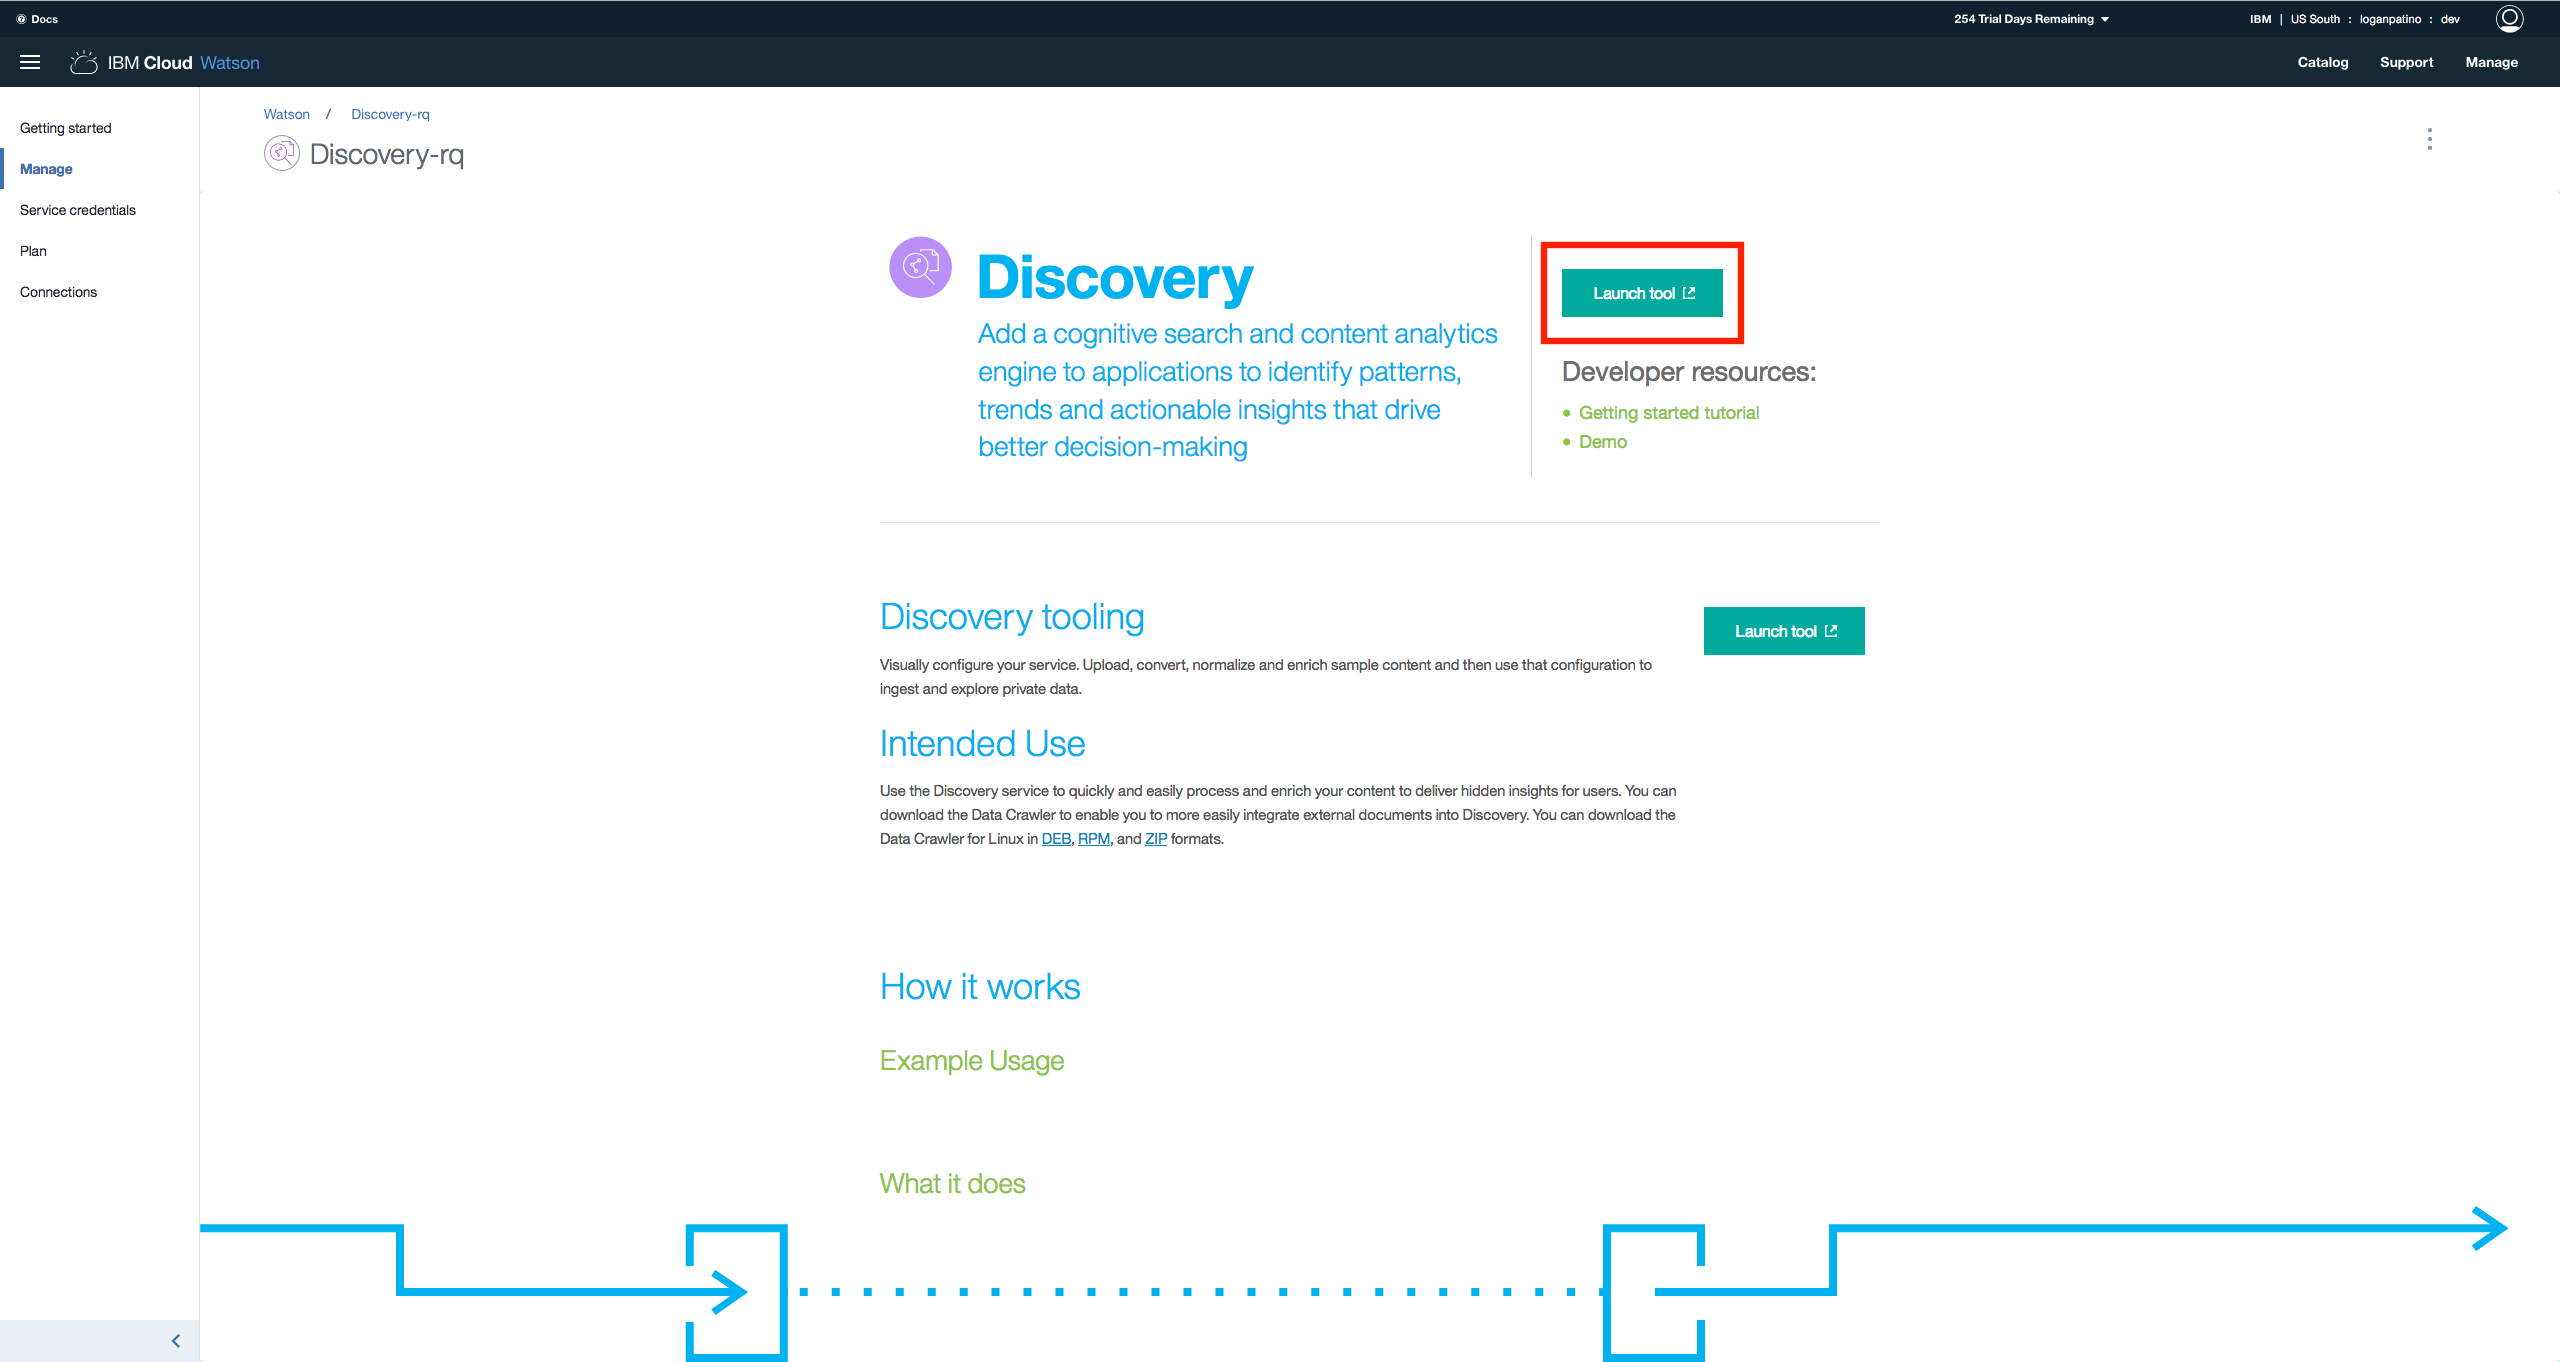 Docs
254 Trial Days Remaining
IBM | US South : loganpatino : dev
IBM Cloud Watson
Catalog
Support
Manage
Getting started
Manage
Service credentials
Plan
Connections
Watson / Discovery-rq
Discovery-rq
Discovery
Add a cognitive search and content analytics
engine to applications to identify patterns,
trends and actionable insights that drive
better decision-making
Launch tool
Developer resources:
Getting started tutorial
Demo
Discovery tooling
Launch tool
Visually configure your service. Upload, convert, normalize and enrich sample content and then use that configuration to
ingest and explore private data.
Intended Use
Use the Discovery service to quickly and easily process and enrich your content to deliver hidden insights for users. You can
download the Data Crawler to enable you to more easily integrate external documents into Discovery. You can download the
Data Crawler for Linux in DEB, RPM, and ZIP formats.
How it works
Example Usage
What it does